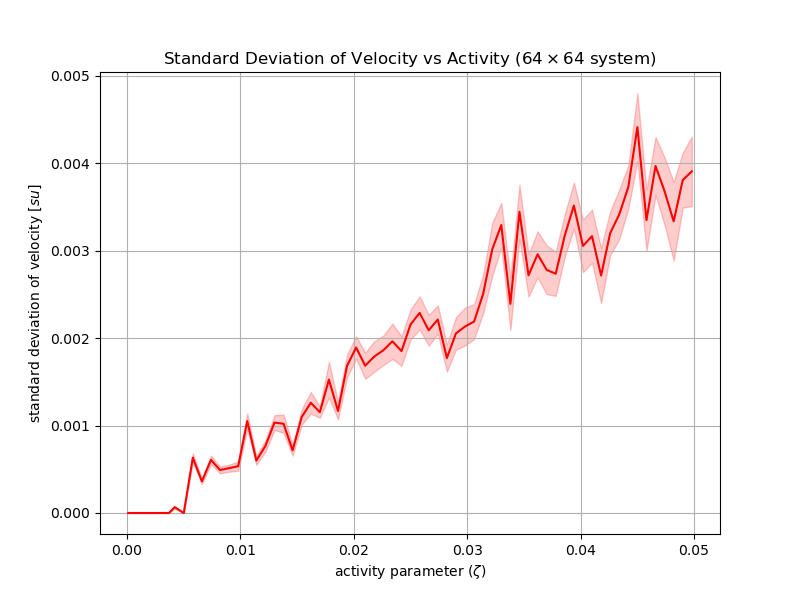 Standard Deviation of Velocity vs Activity (64 × 64 system)
0.005
0.004
0.003
0.002
0.001
0.000
standard deviation of velocity [su]
0.00 0.01 0.02 0.03 0.04 0.05
activity parameter (ζ)